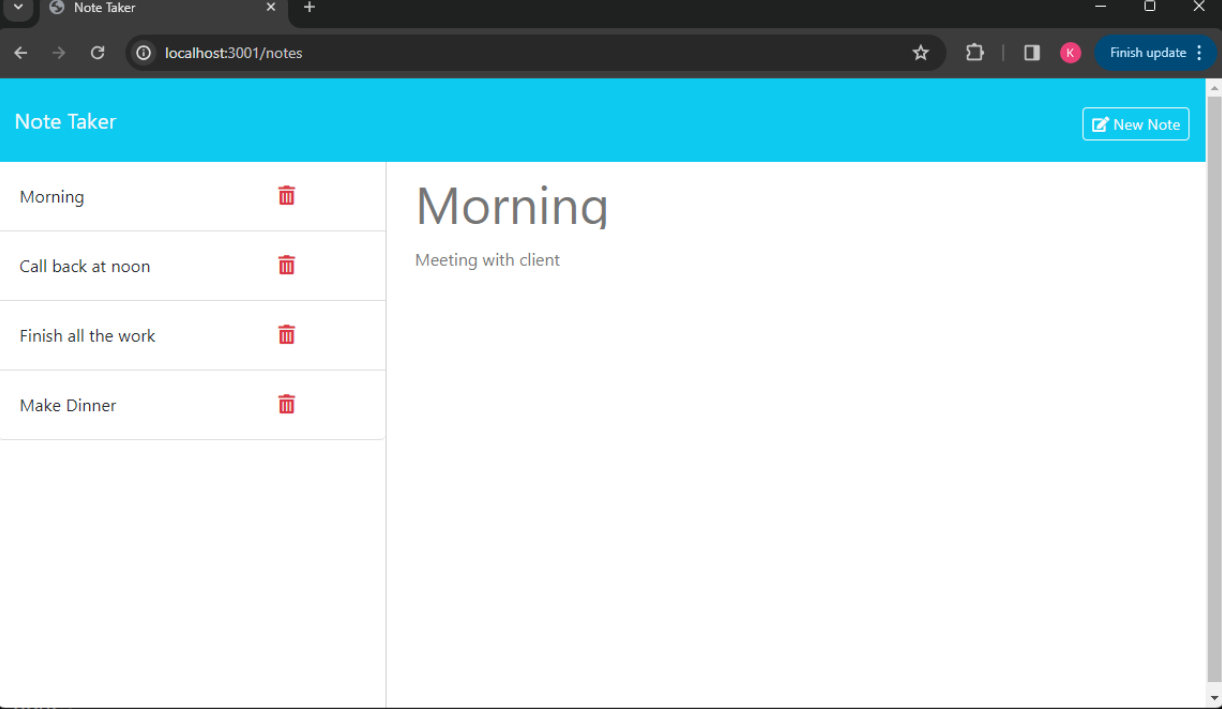 Note Taker
localhost:3001/notes
K
Finish update
Note Taker
New Note
Morning
Call back at noon
Finish all the work
Make Dinner
Morning
Meeting with client